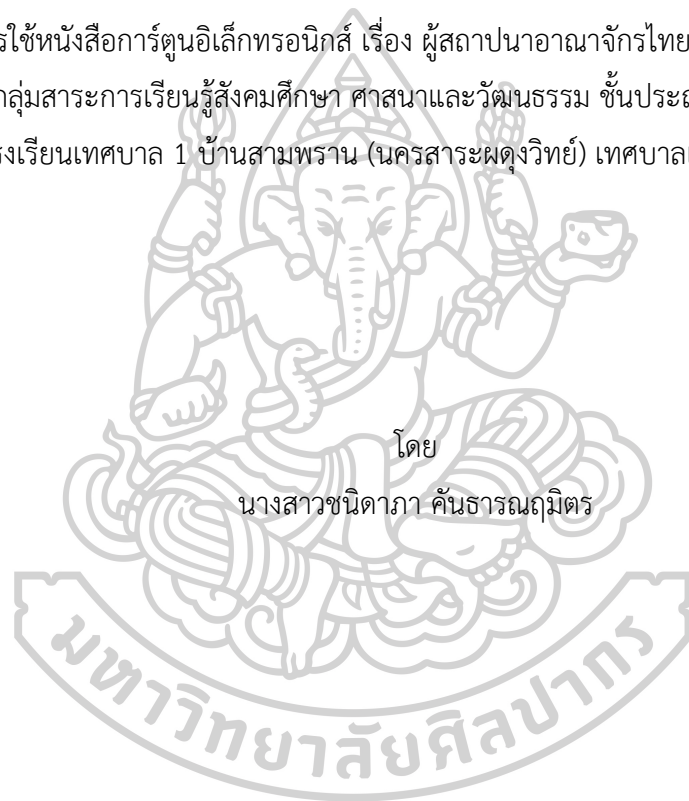 รใช้หนังสือการ์ตูนอิเล็กทรอนิกส์ เรื่อง ผู้สถาปนาอาณาจักรไทย
กลุ่มสาระการเรียนรู้สังคมศึกษา ศาสนาและวัฒนธรรม ชั้นประถ
รงเรียนเทศบาล 1 บ้านสามพราน (นครสาระผดุงวิทย์) เทศบาลเ
โดย
นางสาวชนิดาภา คันธารณฤมิตร
มหาวิทยาลัยศิลปากร